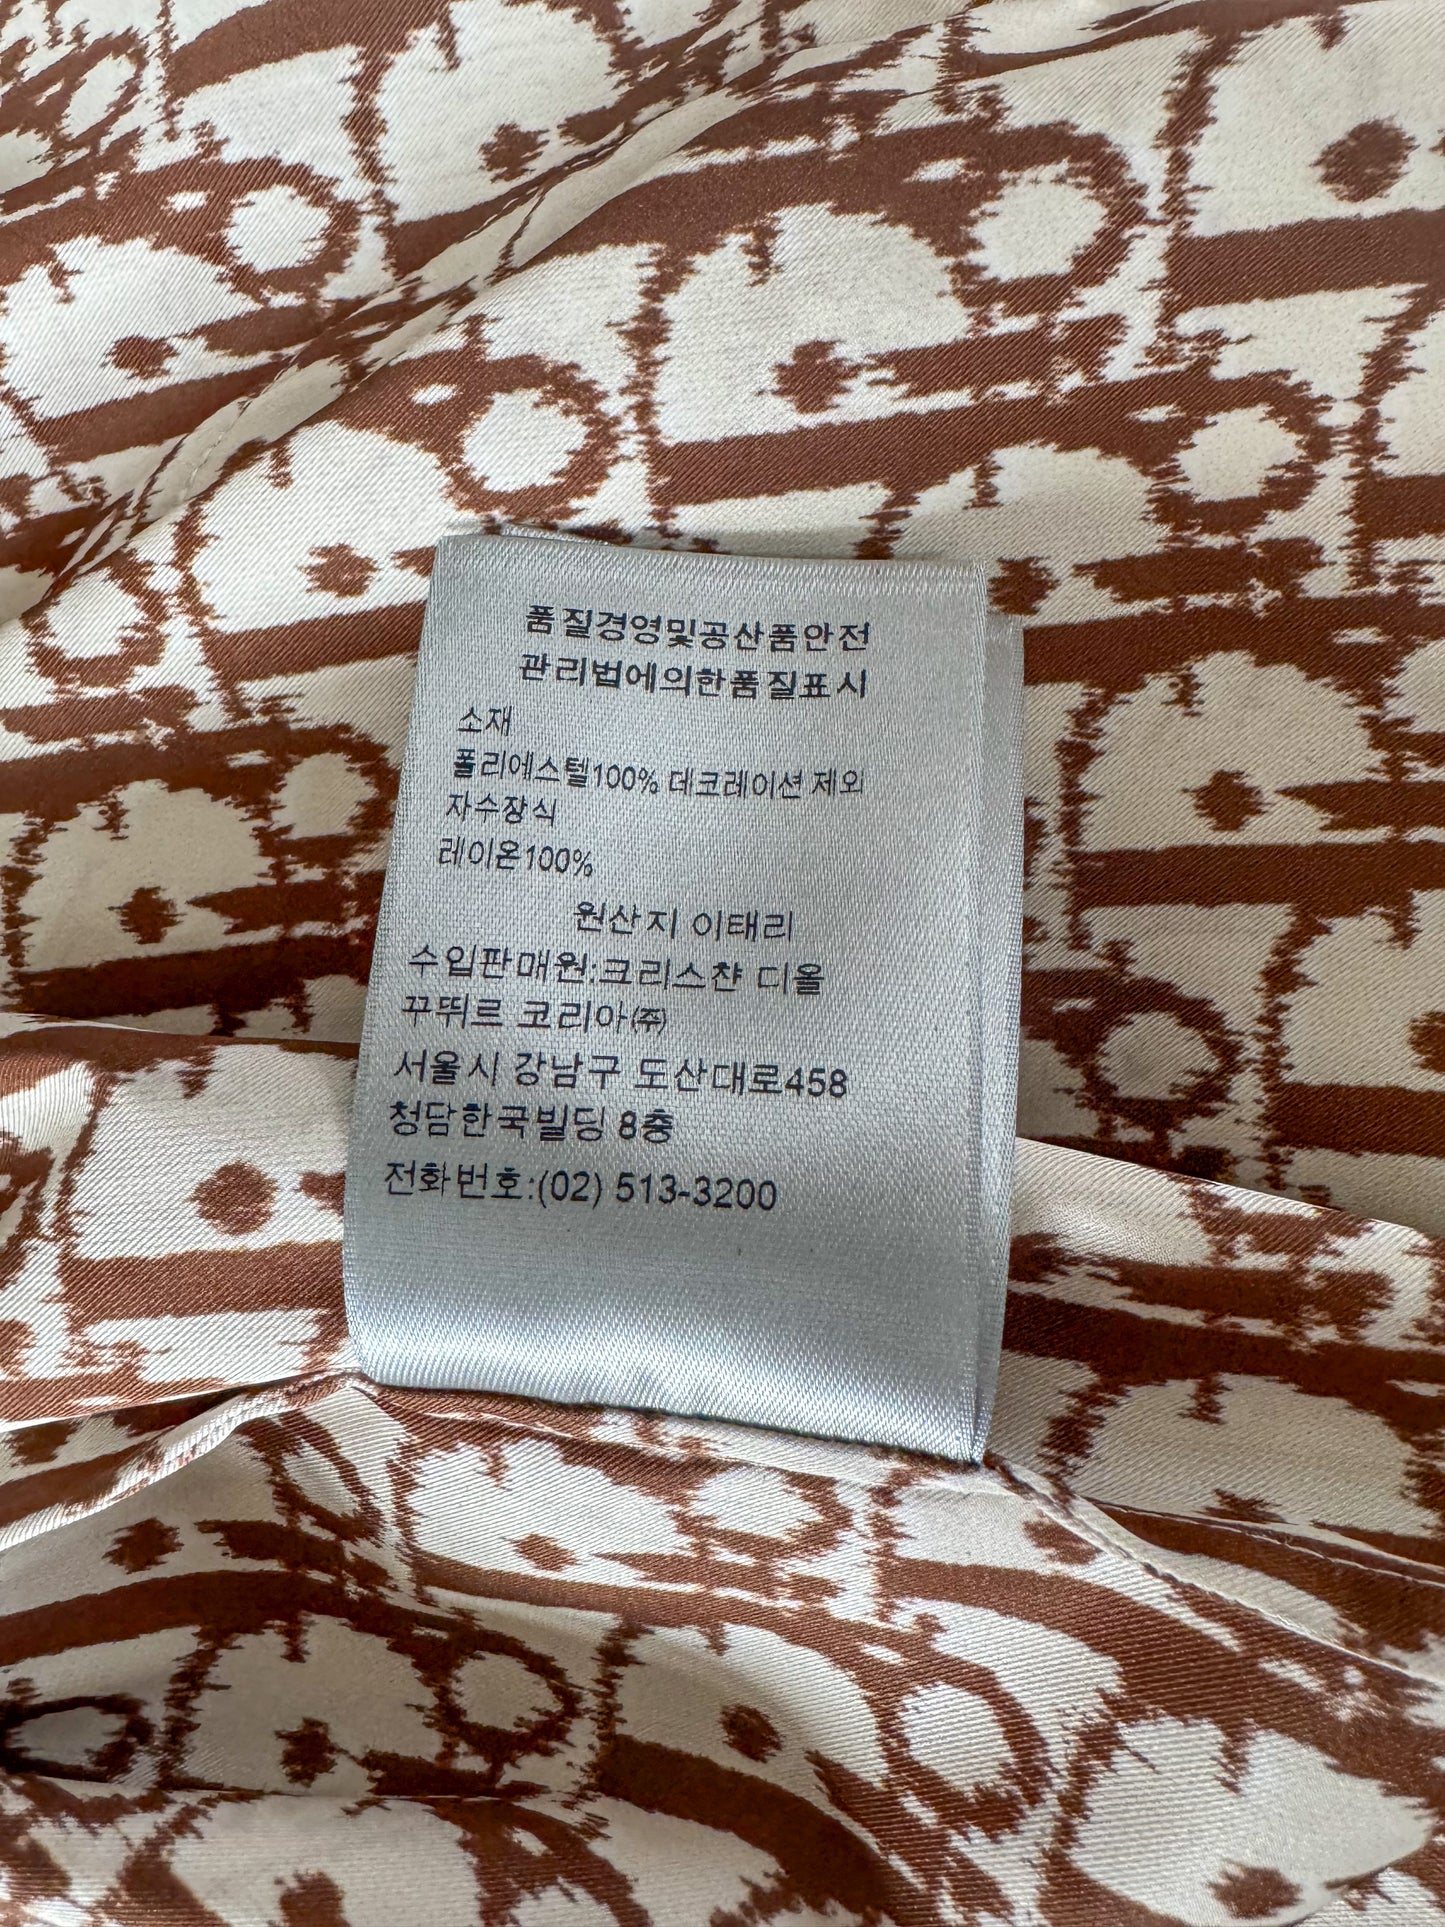 품질경영및공산품안전
관리법에의한품질표시
소재
폴리에스텔100% 데코레이션 제외
자수장식
레이온100%
원산지 이태리
수입판매원:크리스챤 디올
꾸뛰르 코리아㈜
서울시 강남구 도산대로458
청담한국빌딩 8층
전화번호:(02) 513-3200